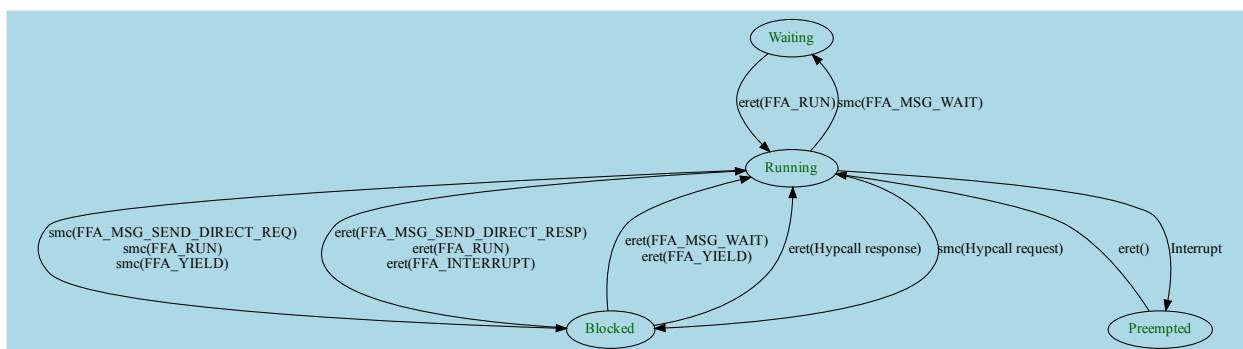 Waiting
eret(FFA_RUN)
smc(FFA_MSG_WAIT)
Running
smc(FFA_MSG_SEND_DIRECT_REQ)
smc(FFA_RUN)
smc(FFA_YIELD)
eret(FFA_MSG_SEND_DIRECT_RESP)
eret(FFA_RUN)
eret(FFA_INTERRUPT)
eret(FFA_MSG_WAIT)
eret(FFA_YIELD)
eret(Hypcall response)
smc(Hypcall request)
eret()
Interrupt
Blocked
Preempted